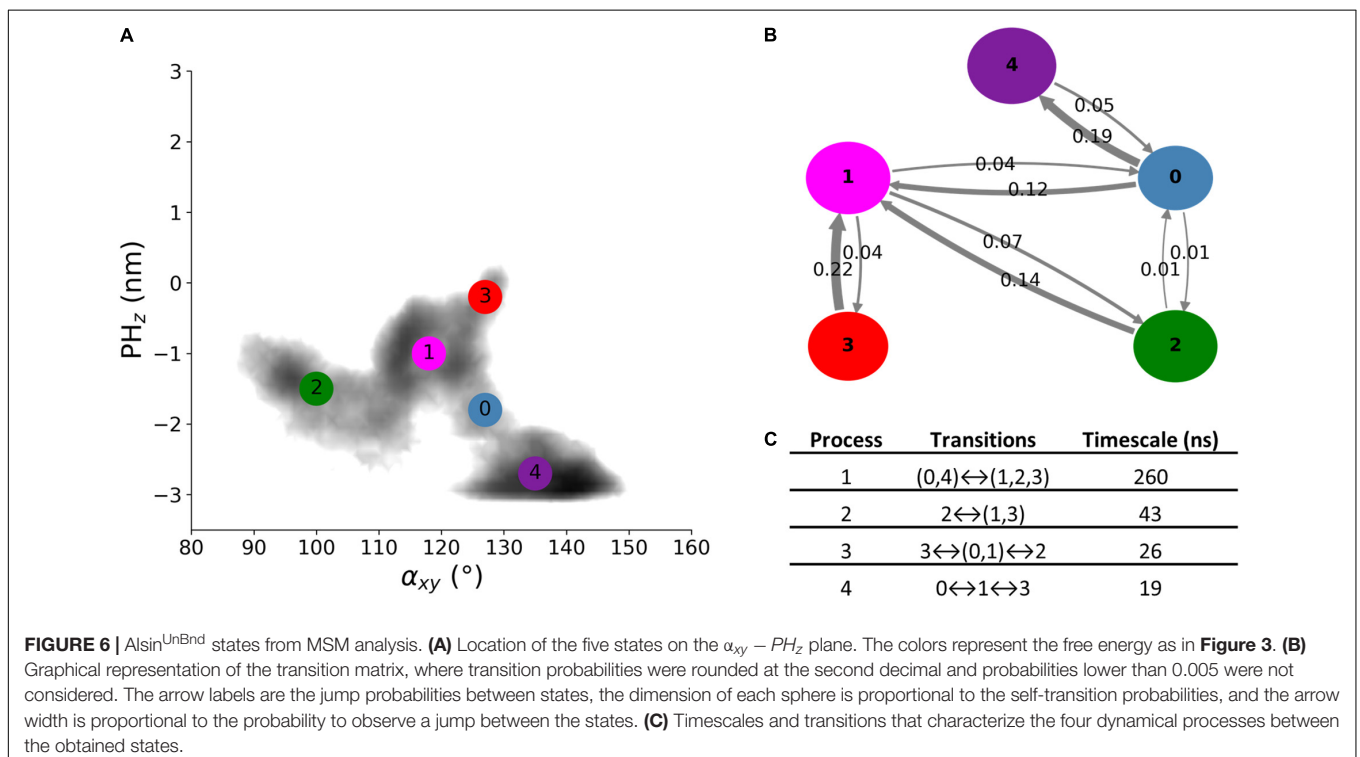 A
3
2
1
0
−1
−2
−3
PHz (nm)
80 90 100 110 120 130 140 150 160
αxy (°)
3
1
2
0
4
B
4
0.05
0.19
1
0.04
0
0.12
0.07
0.04
0.22
0.14
0.01
0.01
3
2
C
Process Transitions Timescale (ns)
1 (0,4)↔(1,2,3) 260
2 2↔(1,3) 43
3 3↔(0,1)↔2 26
4 0↔1↔3 19
FIGURE 6 | AlsinUnBnd states from MSM analysis. (A) Location of the five states on the αxy − PHz plane. The colors represent the free energy as in Figure 3. (B)
Graphical representation of the transition matrix, where transition probabilities were rounded at the second decimal and probabilities lower than 0.005 were not
considered. The arrow labels are the jump probabilities between states, the dimension of each sphere is proportional to the self-transition probabilities, and the arrow
width is proportional to the probability to observe a jump between the states. (C) Timescales and transitions that characterize the four dynamical processes between
the obtained states.